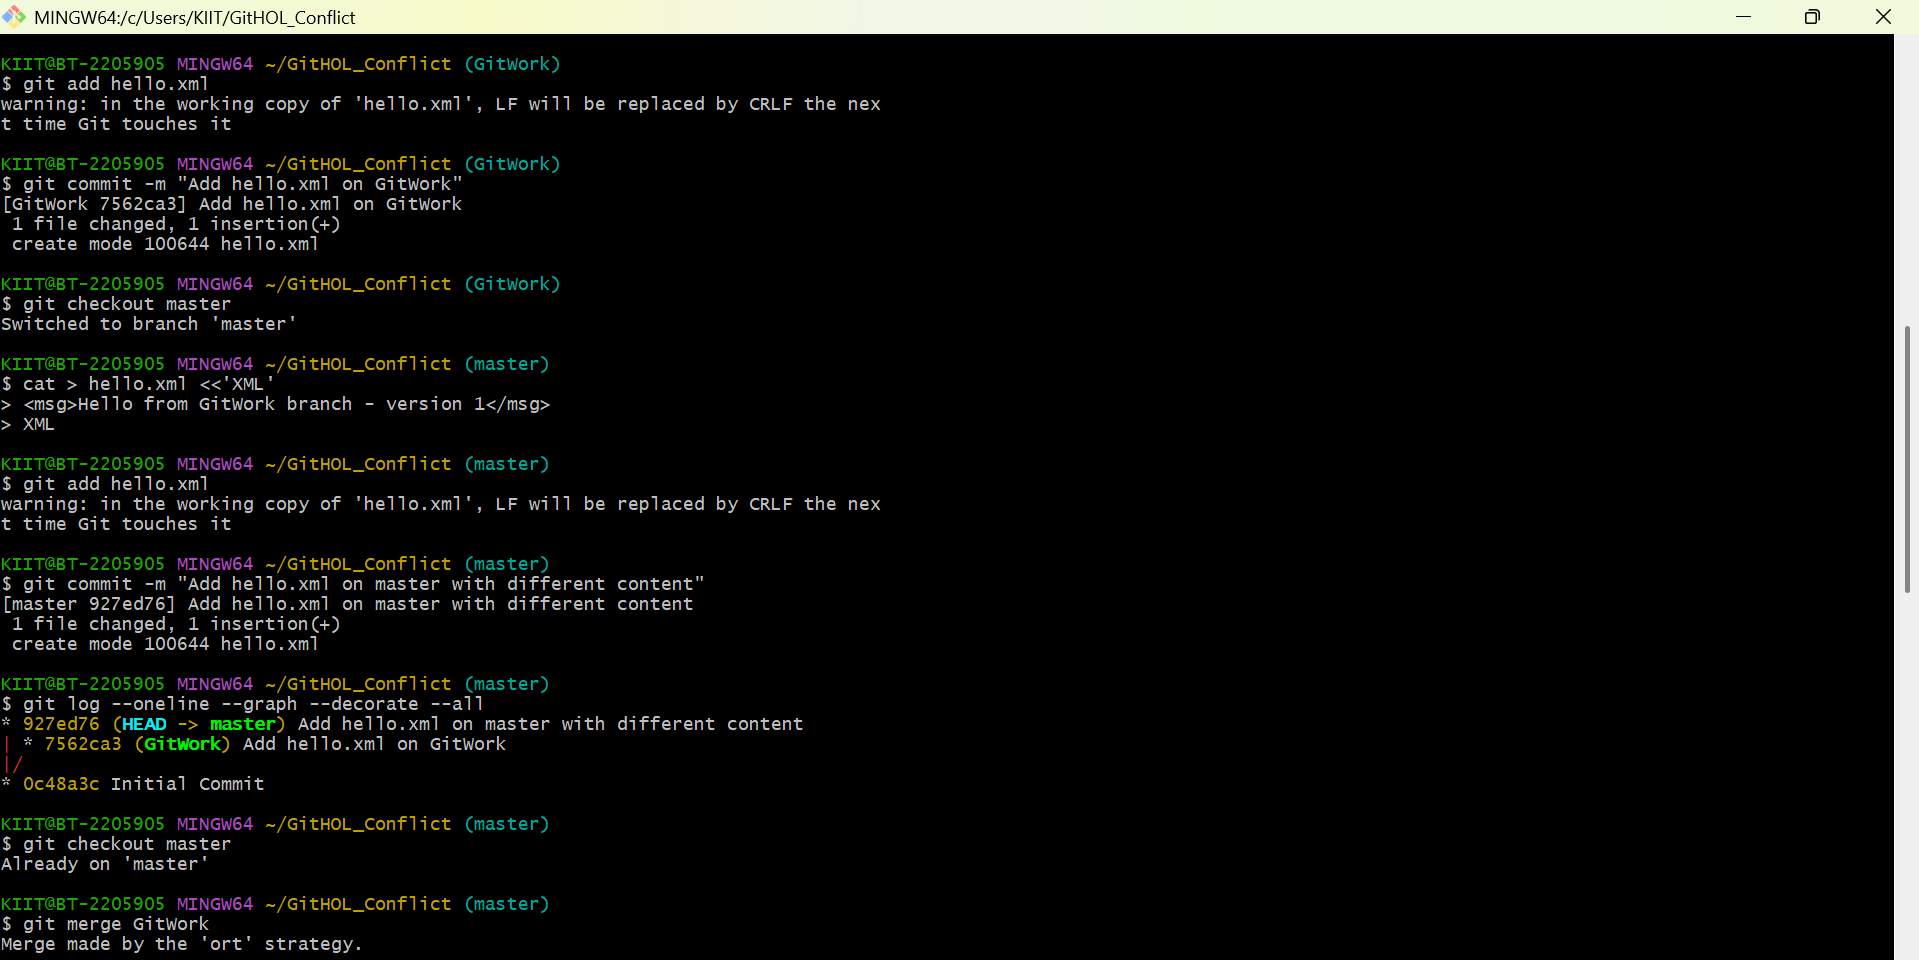 MINGW64:/c/Users/KIIT/GitHOL_Conflict
KIIT@BT-2205905 MINGW64 ~/GitHOL_Conflict (GitWork)
$ git add hello.xml
warning: in the working copy of 'hello.xml', LF will be replaced by CRLF the nex
t time Git touches it
KIIT@BT-2205905 MINGW64 ~/GitHOL_Conflict (GitWork)
$ git commit -m "Add hello.xml on GitWork"
[GitWork 7562ca3] Add hello.xml on GitWork
 1 file changed, 1 insertion(+)
 create mode 100644 hello.xml
KIIT@BT-2205905 MINGW64 ~/GitHOL_Conflict (GitWork)
$ git checkout master
Switched to branch 'master'
KIIT@BT-2205905 MINGW64 ~/GitHOL_Conflict (master)
$ cat > hello.xml <<'XML'
> <msg>Hello from GitWork branch - version 1</msg>
> XML
KIIT@BT-2205905 MINGW64 ~/GitHOL_Conflict (master)
$ git add hello.xml
warning: in the working copy of 'hello.xml', LF will be replaced by CRLF the nex
t time Git touches it
KIIT@BT-2205905 MINGW64 ~/GitHOL_Conflict (master)
$ git commit -m "Add hello.xml on master with different content"
[master 927ed76] Add hello.xml on master with different content
 1 file changed, 1 insertion(+)
 create mode 100644 hello.xml
KIIT@BT-2205905 MINGW64 ~/GitHOL_Conflict (master)
$ git log --oneline --graph --decorate --all
* 927ed76 (HEAD -> master) Add hello.xml on master with different content
| * 7562ca3 (GitWork) Add hello.xml on GitWork
|/
* 0c48a3c Initial Commit
KIIT@BT-2205905 MINGW64 ~/GitHOL_Conflict (master)
$ git checkout master
Already on 'master'
KIIT@BT-2205905 MINGW64 ~/GitHOL_Conflict (master)
$ git merge GitWork
Merge made by the 'ort' strategy.